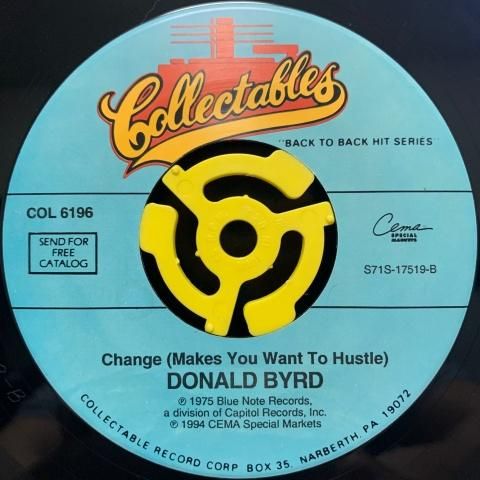 Collectables
"BACK TO BACK HIT SERIES"
COL 6196
SEND FOR
FREE
CATALOG
Cema
SPECIAL
MARKETS
S71S-17519-B
Change (Makes You Want To Hustle)
DONALD BYRD
℗ 1975 Blue Note Records,
a division of Capitol Records, Inc.
℗ 1994 CEMA Special Markets
COLLECTABLE RECORD CORP BOX 35, NARBERTH, PA 19072